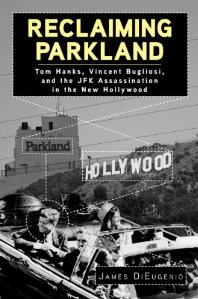 RECLAIMING
PARKLAND
Tom Hanks, Vincent Bugliosi,
and the JFK Assassination
in the New Hollywood
Parkland
HOLLYWOOD
JAMES DIEUGENIO